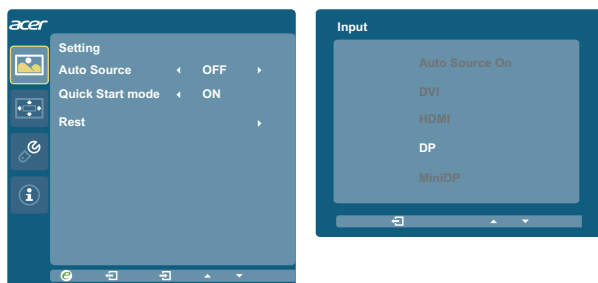 acer
Setting
Auto Source OFF
Quick Start mode ON
Rest
Input
Auto Source On
DVI
HDMI
DP
MiniDP